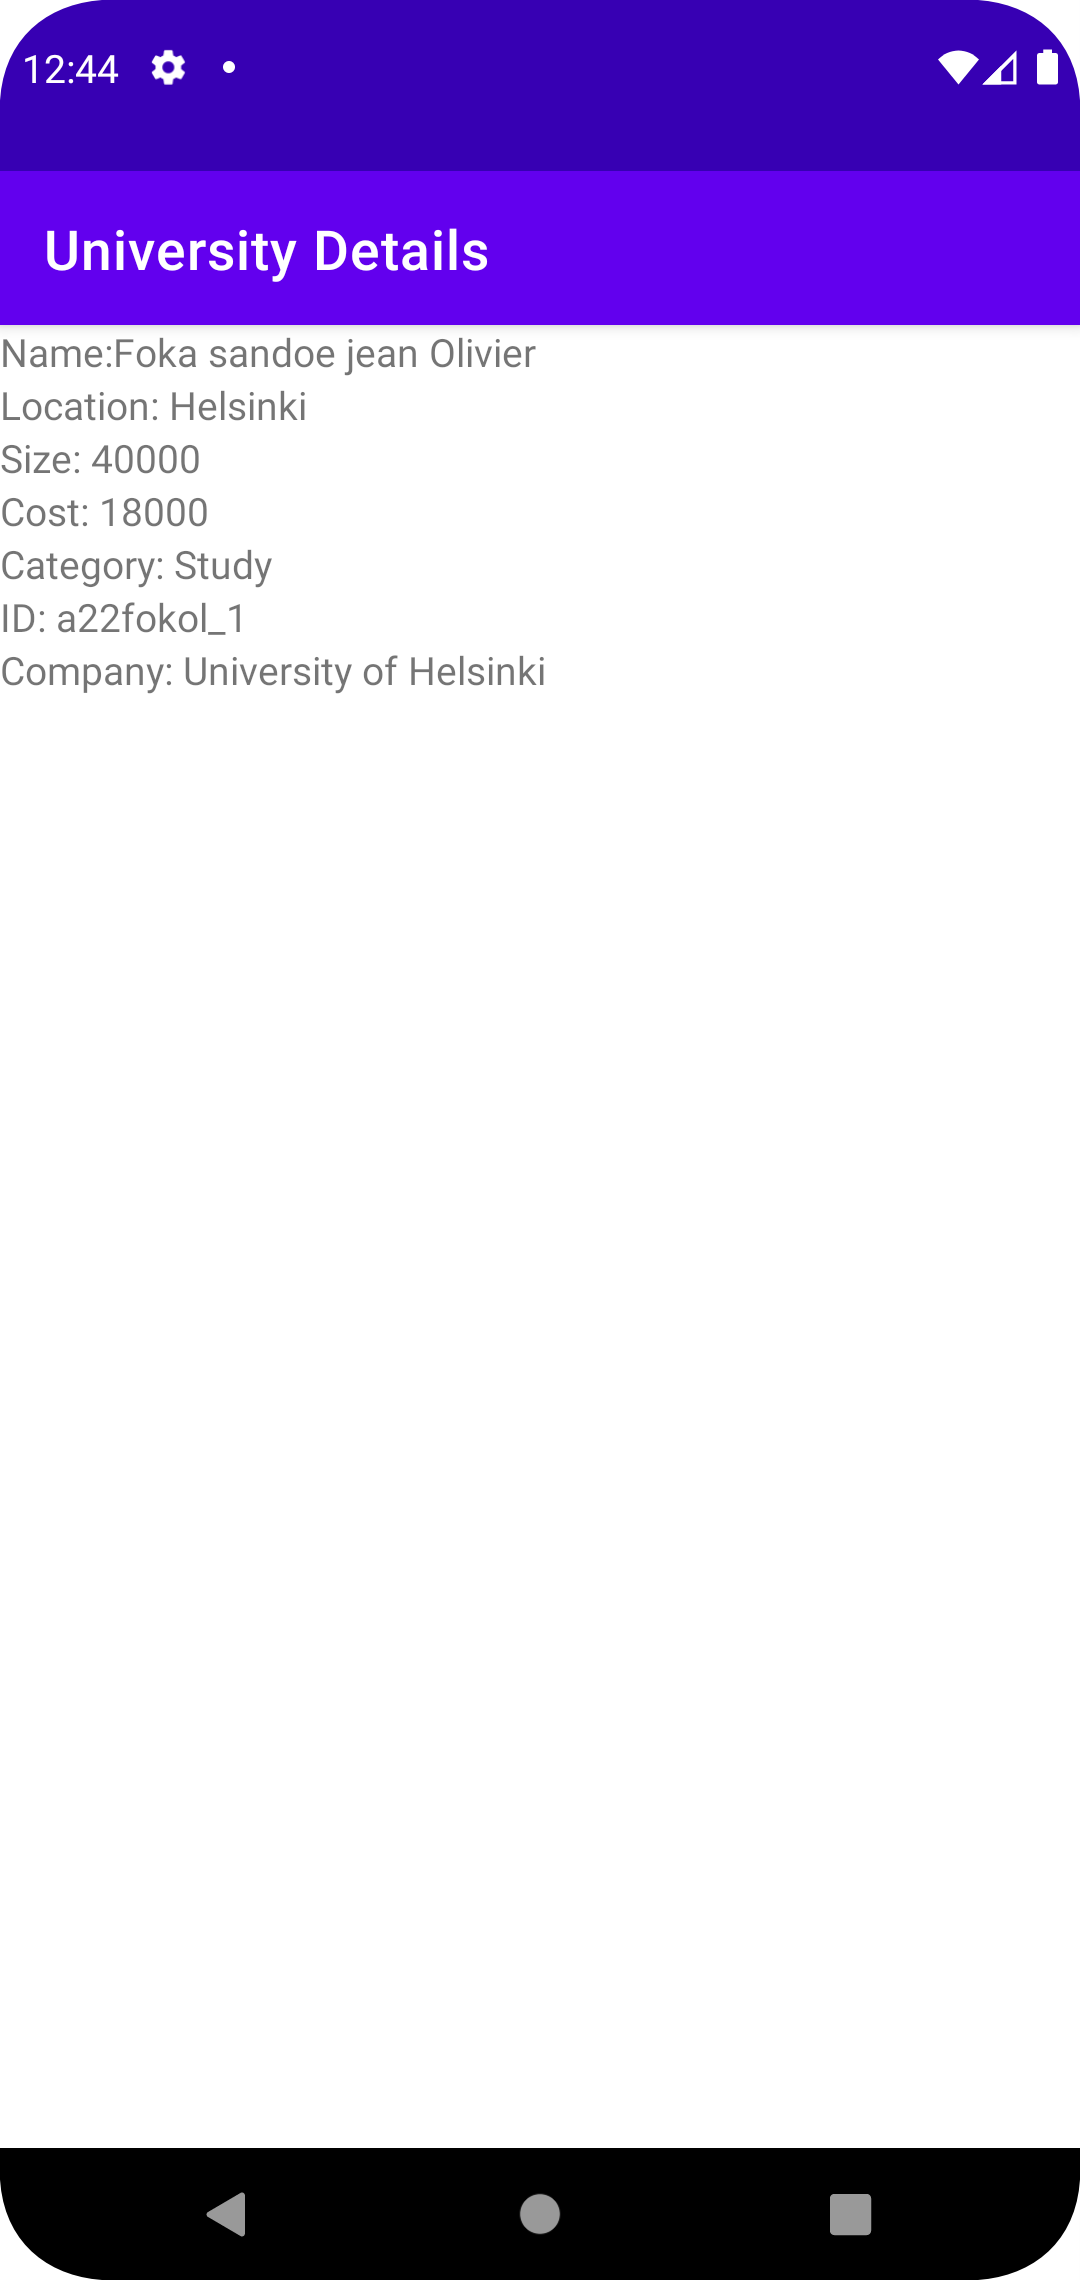 12:44
University Details
Name:Foka sandoe jean Olivier
Location: Helsinki
Size: 40000
Cost: 18000
Category: Study
ID: a22fokol_1
Company: University of Helsinki